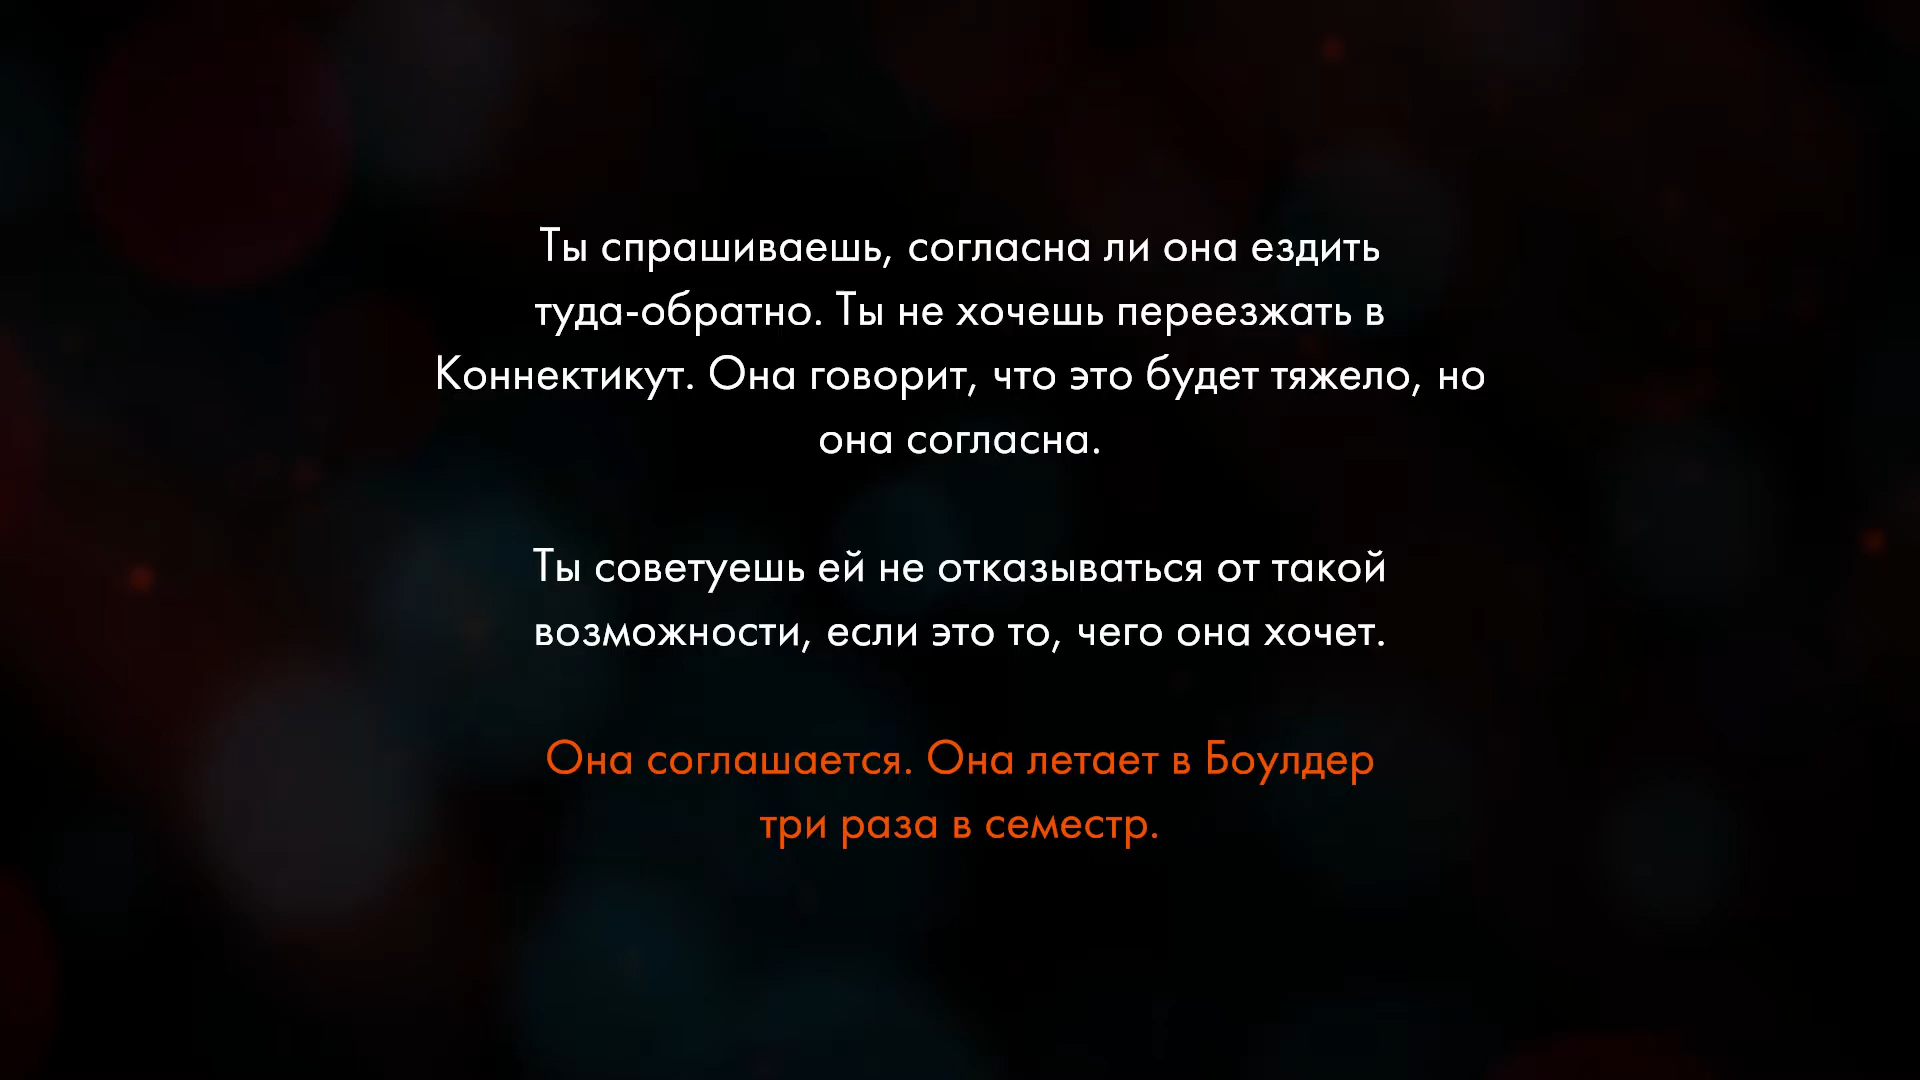 Ты спрашиваешь, согласна ли она ездить
туда-обратно. Ты не хочешь переезжать в
Коннектикут. Она говорит, что это будет тяжело, но
она согласна.
Ты советуешь ей не отказываться от такой
возможности, если это то, чего она хочет.
Она соглашается. Она летает в Боулдер
три раза в семестр.